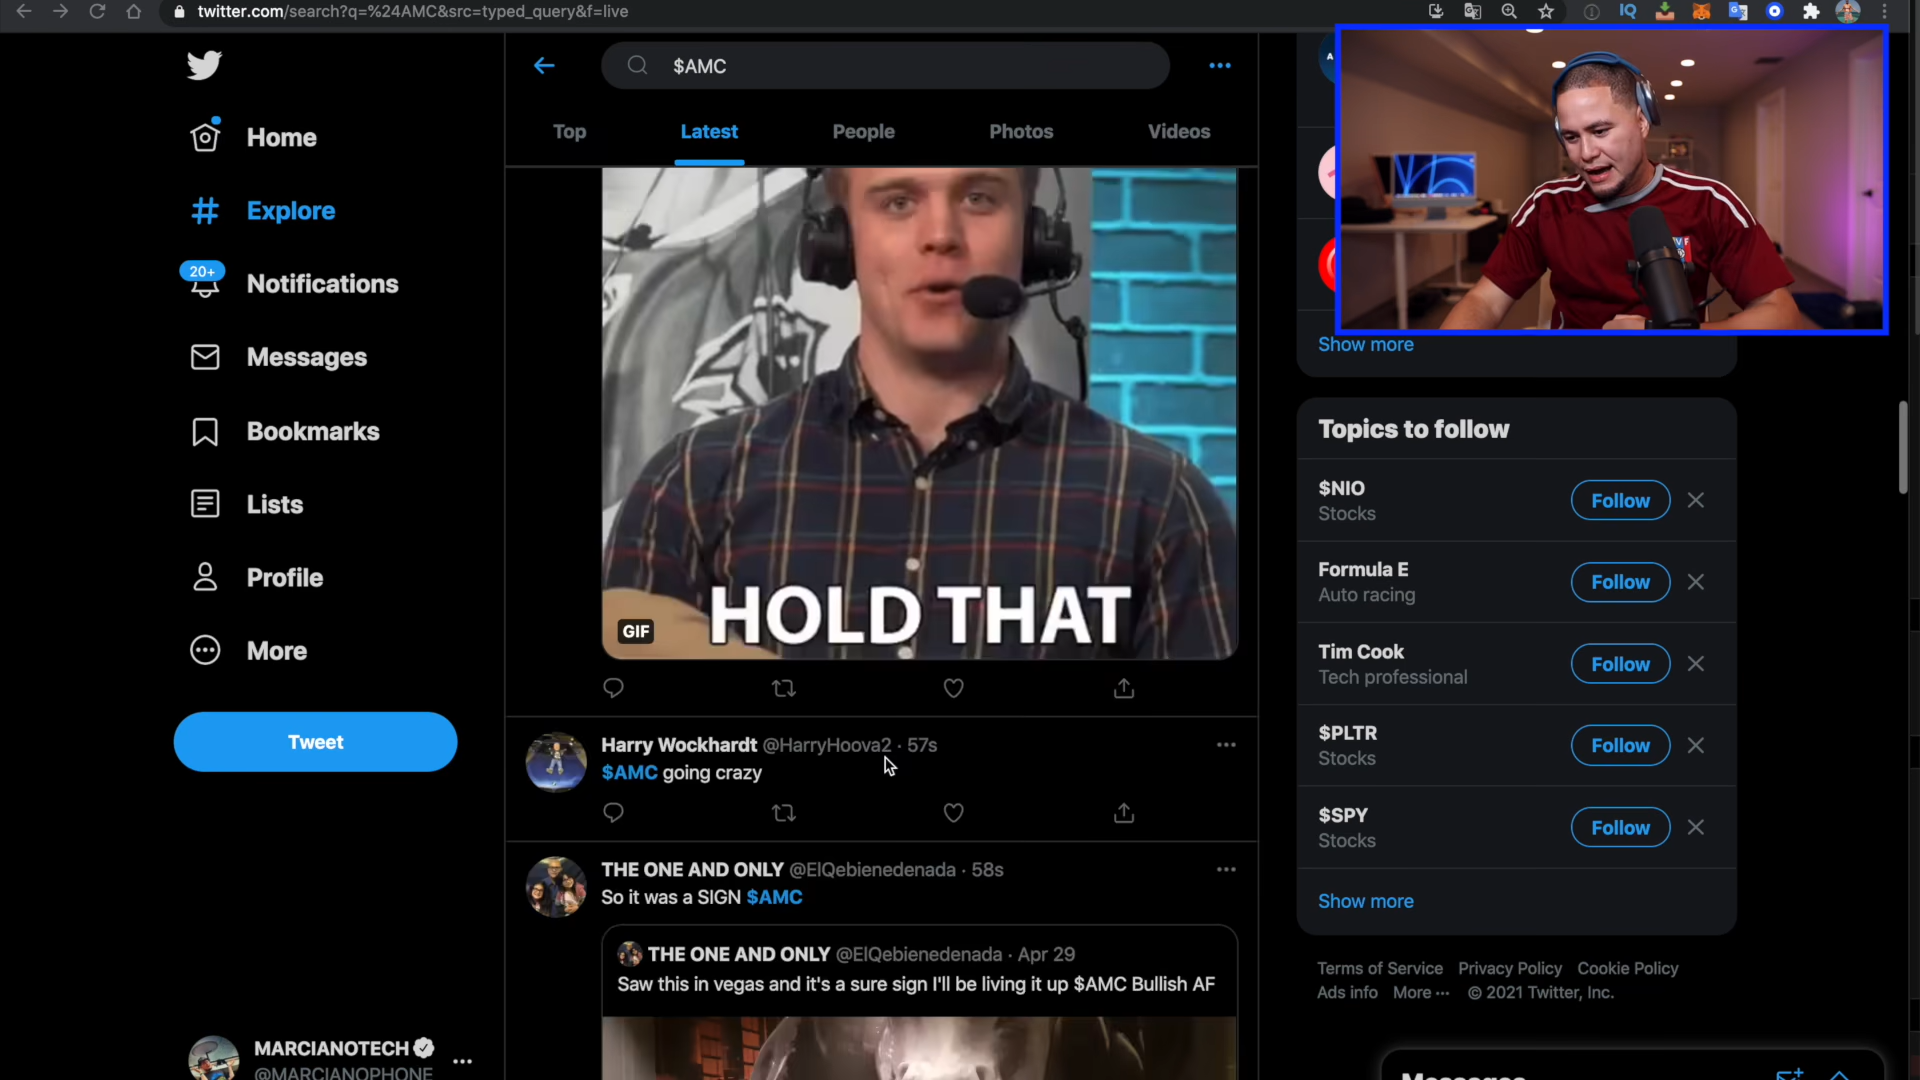 twitter.com/search?q=%24AMC&src=typed_query&f=live
$AMC
Top
Latest
People
Photos
Videos
Home
Explore
20+
Notifications
Messages
Bookmarks
Lists
Profile
More
Tweet
MARCIANOTECH
@MARCIANOPHONE
HOLD THAT
GIF
Harry Wockhardt @HarryHoova2 · 57s
$AMC going crazy
THE ONE AND ONLY @ElQebienedenada · 58s
So it was a SIGN $AMC
THE ONE AND ONLY @ElQebienedenada · Apr 29
Saw this in vegas and it's a sure sign I'll be living it up $AMC Bullish AF
Show more
Topics to follow
$NIO
Stocks
Follow
Formula E
Auto racing
Follow
Tim Cook
Tech professional
Follow
$PLTR
Stocks
Follow
$SPY
Stocks
Follow
Show more
Terms of Service Privacy Policy Cookie Policy
Ads info More ··· © 2021 Twitter, Inc.
Messages